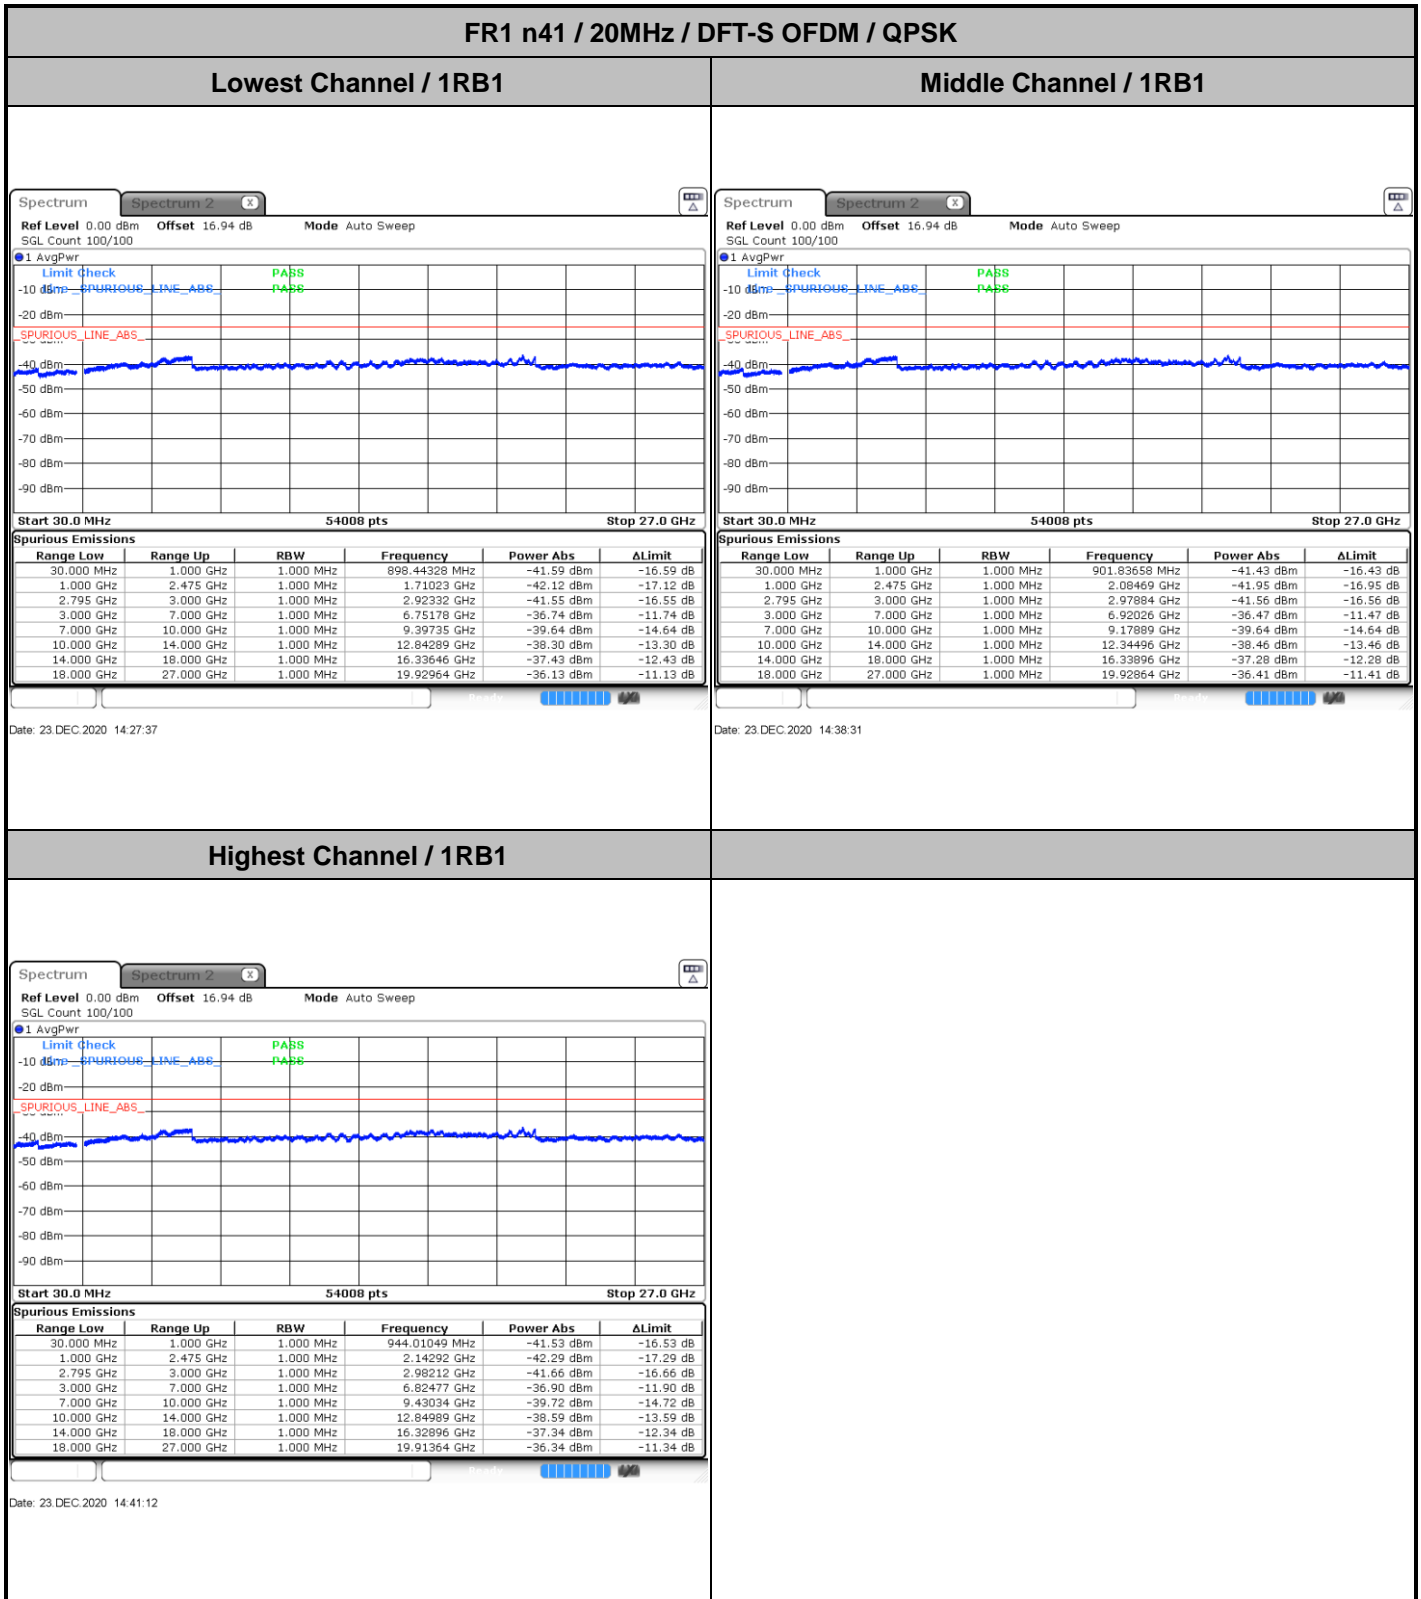 FR1 n41 / 20MHz / DFT-S OFDM / QPSK
Lowest Channel / 1RB1
Middle Channel / 1RB1
Spectrum Spectrum 2 X
Ref Level 0.00 dBm Offset 16.94 dB Mode Auto Sweep
SGL Count 100/100
1 AvgPwr
Limit Check PASS
Line _SPURIOUS_LINE_ABS_ PASS
-10 dBm
-20 dBm
_SPURIOUS_LINE_ABS_
-40 dBm
-50 dBm
-60 dBm
-70 dBm
-80 dBm
-90 dBm
Start 30.0 MHz 54008 pts Stop 27.0 GHz
Spurious Emissions
Range Low Range Up RBW Frequency Power Abs ΔLimit
30.000 MHz 1.000 GHz 1.000 MHz 898.44328 MHz -41.59 dBm -16.59 dB
1.000 GHz 2.475 GHz 1.000 MHz 1.71023 GHz -42.12 dBm -17.12 dB
2.795 GHz 3.000 GHz 1.000 MHz 2.92332 GHz -41.55 dBm -16.55 dB
3.000 GHz 7.000 GHz 1.000 MHz 6.75178 GHz -36.74 dBm -11.74 dB
7.000 GHz 10.000 GHz 1.000 MHz 9.39735 GHz -39.64 dBm -14.64 dB
10.000 GHz 14.000 GHz 1.000 MHz 12.84289 GHz -38.30 dBm -13.30 dB
14.000 GHz 18.000 GHz 1.000 MHz 16.33646 GHz -37.43 dBm -12.43 dB
18.000 GHz 27.000 GHz 1.000 MHz 19.92964 GHz -36.13 dBm -11.13 dB
Date: 23.DEC.2020 14:27:37
Spectrum Spectrum 2 X
Ref Level 0.00 dBm Offset 16.94 dB Mode Auto Sweep
SGL Count 100/100
1 AvgPwr
Limit Check PASS
Line _SPURIOUS_LINE_ABS_ PASS
-10 dBm
-20 dBm
_SPURIOUS_LINE_ABS_
-40 dBm
-50 dBm
-60 dBm
-70 dBm
-80 dBm
-90 dBm
Start 30.0 MHz 54008 pts Stop 27.0 GHz
Spurious Emissions
Range Low Range Up RBW Frequency Power Abs ΔLimit
30.000 MHz 1.000 GHz 1.000 MHz 901.83658 MHz -41.43 dBm -16.43 dB
1.000 GHz 2.475 GHz 1.000 MHz 2.08469 GHz -41.95 dBm -16.95 dB
2.795 GHz 3.000 GHz 1.000 MHz 2.97884 GHz -41.56 dBm -16.56 dB
3.000 GHz 7.000 GHz 1.000 MHz 6.92026 GHz -36.47 dBm -11.47 dB
7.000 GHz 10.000 GHz 1.000 MHz 9.17889 GHz -39.64 dBm -14.64 dB
10.000 GHz 14.000 GHz 1.000 MHz 12.34496 GHz -38.46 dBm -13.46 dB
14.000 GHz 18.000 GHz 1.000 MHz 16.33896 GHz -37.28 dBm -12.28 dB
18.000 GHz 27.000 GHz 1.000 MHz 19.92864 GHz -36.41 dBm -11.41 dB
Date: 23.DEC.2020 14:38:31
Highest Channel / 1RB1
Spectrum Spectrum 2 X
Ref Level 0.00 dBm Offset 16.94 dB Mode Auto Sweep
SGL Count 100/100
1 AvgPwr
Limit Check PASS
Line _SPURIOUS_LINE_ABS_ PASS
-10 dBm
-20 dBm
_SPURIOUS_LINE_ABS_
-40 dBm
-50 dBm
-60 dBm
-70 dBm
-80 dBm
-90 dBm
Start 30.0 MHz 54008 pts Stop 27.0 GHz
Spurious Emissions
Range Low Range Up RBW Frequency Power Abs ΔLimit
30.000 MHz 1.000 GHz 1.000 MHz 944.01049 MHz -41.53 dBm -16.53 dB
1.000 GHz 2.475 GHz 1.000 MHz 2.14292 GHz -42.29 dBm -17.29 dB
2.795 GHz 3.000 GHz 1.000 MHz 2.98212 GHz -41.66 dBm -16.66 dB
3.000 GHz 7.000 GHz 1.000 MHz 6.82477 GHz -36.90 dBm -11.90 dB
7.000 GHz 10.000 GHz 1.000 MHz 9.43034 GHz -39.72 dBm -14.72 dB
10.000 GHz 14.000 GHz 1.000 MHz 12.84989 GHz -38.59 dBm -13.59 dB
14.000 GHz 18.000 GHz 1.000 MHz 16.32896 GHz -37.34 dBm -12.34 dB
18.000 GHz 27.000 GHz 1.000 MHz 19.91364 GHz -36.34 dBm -11.34 dB
Date: 23.DEC.2020 14:41:12